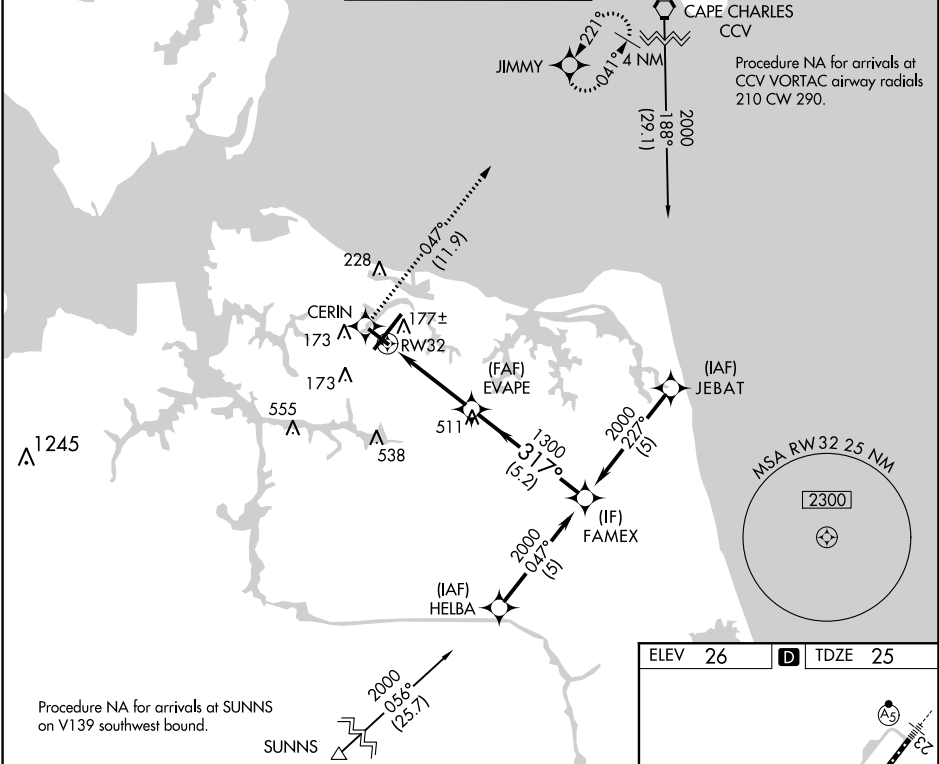 CAPE CHARLES
CCV
JIMMY
221°
041°
4 NM
Procedure NA for arrivals at
CCV VORTAC airway radials
210 CW 290.
2000
188°
(29.1)
047°
(11.9)
228
CERIN
177±
173
RW32
173
(FAF)
EVAPE
(IAF)
JEBAT
555
511
538
1245
1300
317°
(5.2)
2000
227°
(5)
MSA RW 32 25 NM
2300
(IF)
FAMEX
2000
047°
(5)
(IAF)
HELBA
ELEV 26
D
TDZE 25
2000
056°
(25.7)
Procedure NA for arrivals at SUNNS
on V139 southwest bound.
SUNNS
A5
23